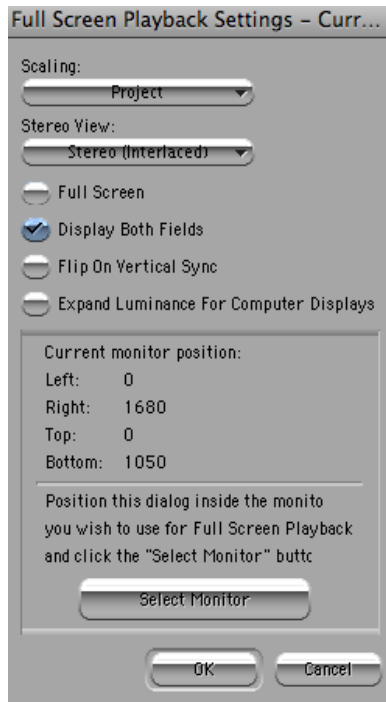 Full Screen Playback Settings – Curr...
Scaling:
Project
Stereo View:
Stereo (Interlaced)
Full Screen
Display Both Fields
Flip On Vertical Sync
Expand Luminance For Computer Displays
Current monitor position:
Left: 0
Right: 1680
Top: 0
Bottom: 1050
Position this dialog inside the monito
you wish to use for Full Screen Playback
and click the "Select Monitor" buttc
Select Monitor
OK Cancel